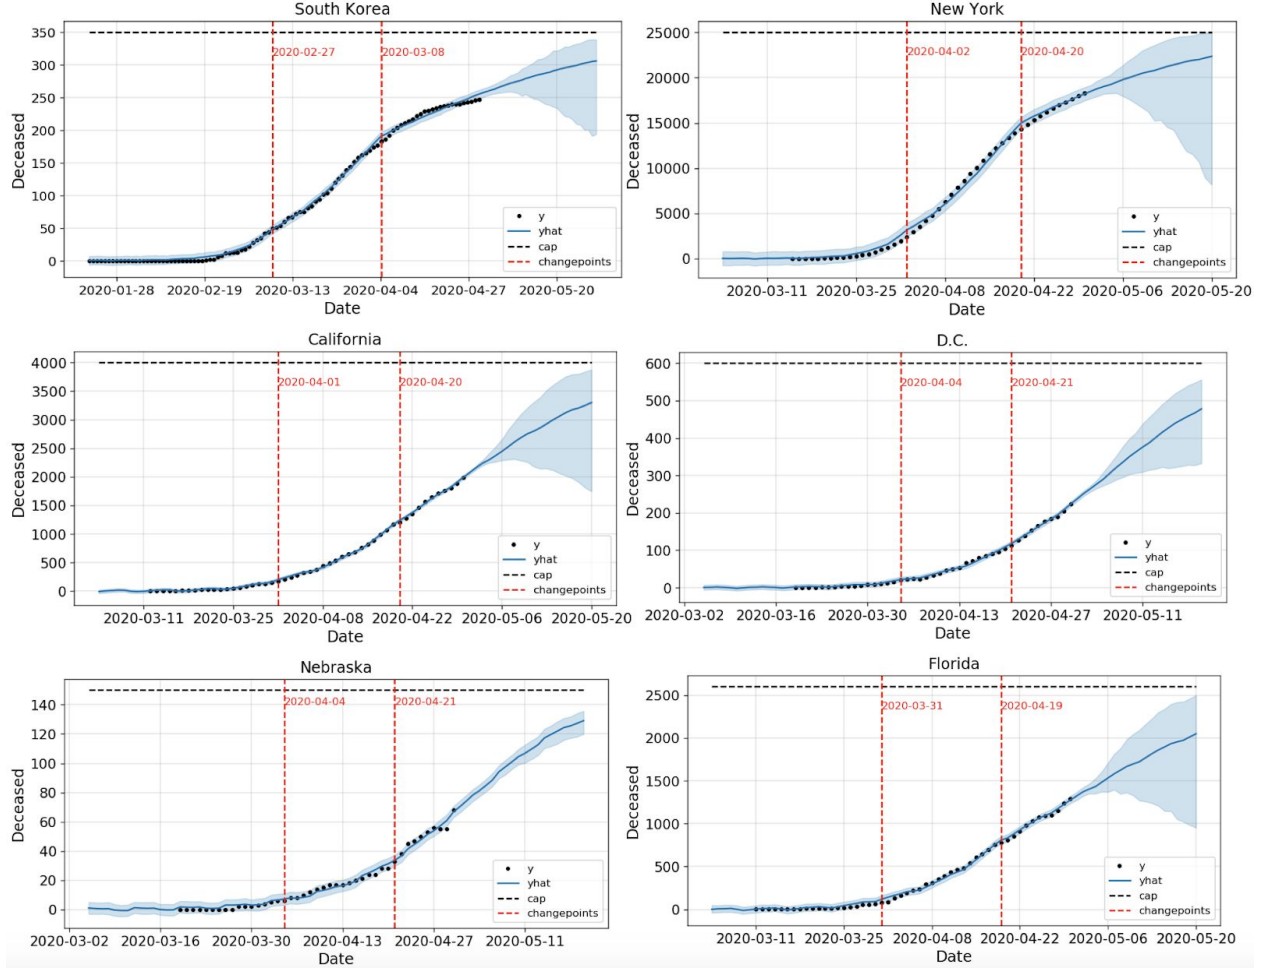 South Korea
350
300
250
200
150
100
50
0
Deceased
2020-02-27
2020-03-08
y
yhat
cap
changepoints
2020-01-28 2020-02-19 2020-03-13 2020-04-04 2020-04-27 2020-05-20
Date
New York
25000
20000
15000
10000
5000
0
Deceased
2020-04-02
2020-04-20
y
yhat
cap
changepoints
2020-03-11 2020-03-25 2020-04-08 2020-04-22 2020-05-06 2020-05-20
Date
California
4000
3500
3000
2500
2000
1500
1000
500
0
Deceased
2020-04-01
2020-04-20
y
yhat
cap
changepoints
2020-03-11 2020-03-25 2020-04-08 2020-04-22 2020-05-06 2020-05-20
Date
D.C.
600
500
400
300
200
100
0
Deceased
2020-04-04
2020-04-21
y
yhat
cap
changepoints
2020-03-02 2020-03-16 2020-03-30 2020-04-13 2020-04-27 2020-05-11
Date
Nebraska
140
120
100
80
60
40
20
0
Deceased
2020-04-04
2020-04-21
y
yhat
cap
changepoints
2020-03-02 2020-03-16 2020-03-30 2020-04-13 2020-04-27 2020-05-11
Date
Florida
2500
2000
1500
1000
500
0
Deceased
2020-03-31
2020-04-19
y
yhat
cap
changepoints
2020-03-11 2020-03-25 2020-04-08 2020-04-22 2020-05-06 2020-05-20
Date